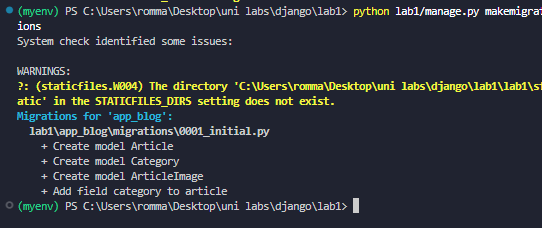 (myenv) PS C:\Users\romma\Desktop\uni labs\django\lab1> python lab1/manage.py makemigrat
ions
System check identified some issues:
WARNINGS:
?: (staticfiles.W004) The directory 'C:\Users\romma\Desktop\uni labs\django\lab1\lab1\st
atic' in the STATICFILES_DIRS setting does not exist.
Migrations for 'app_blog':
lab1\app_blog\migrations\0001_initial.py
+ Create model Article
+ Create model Category
+ Create model ArticleImage
+ Add field category to article
(myenv) PS C:\Users\romma\Desktop\uni labs\django\lab1>